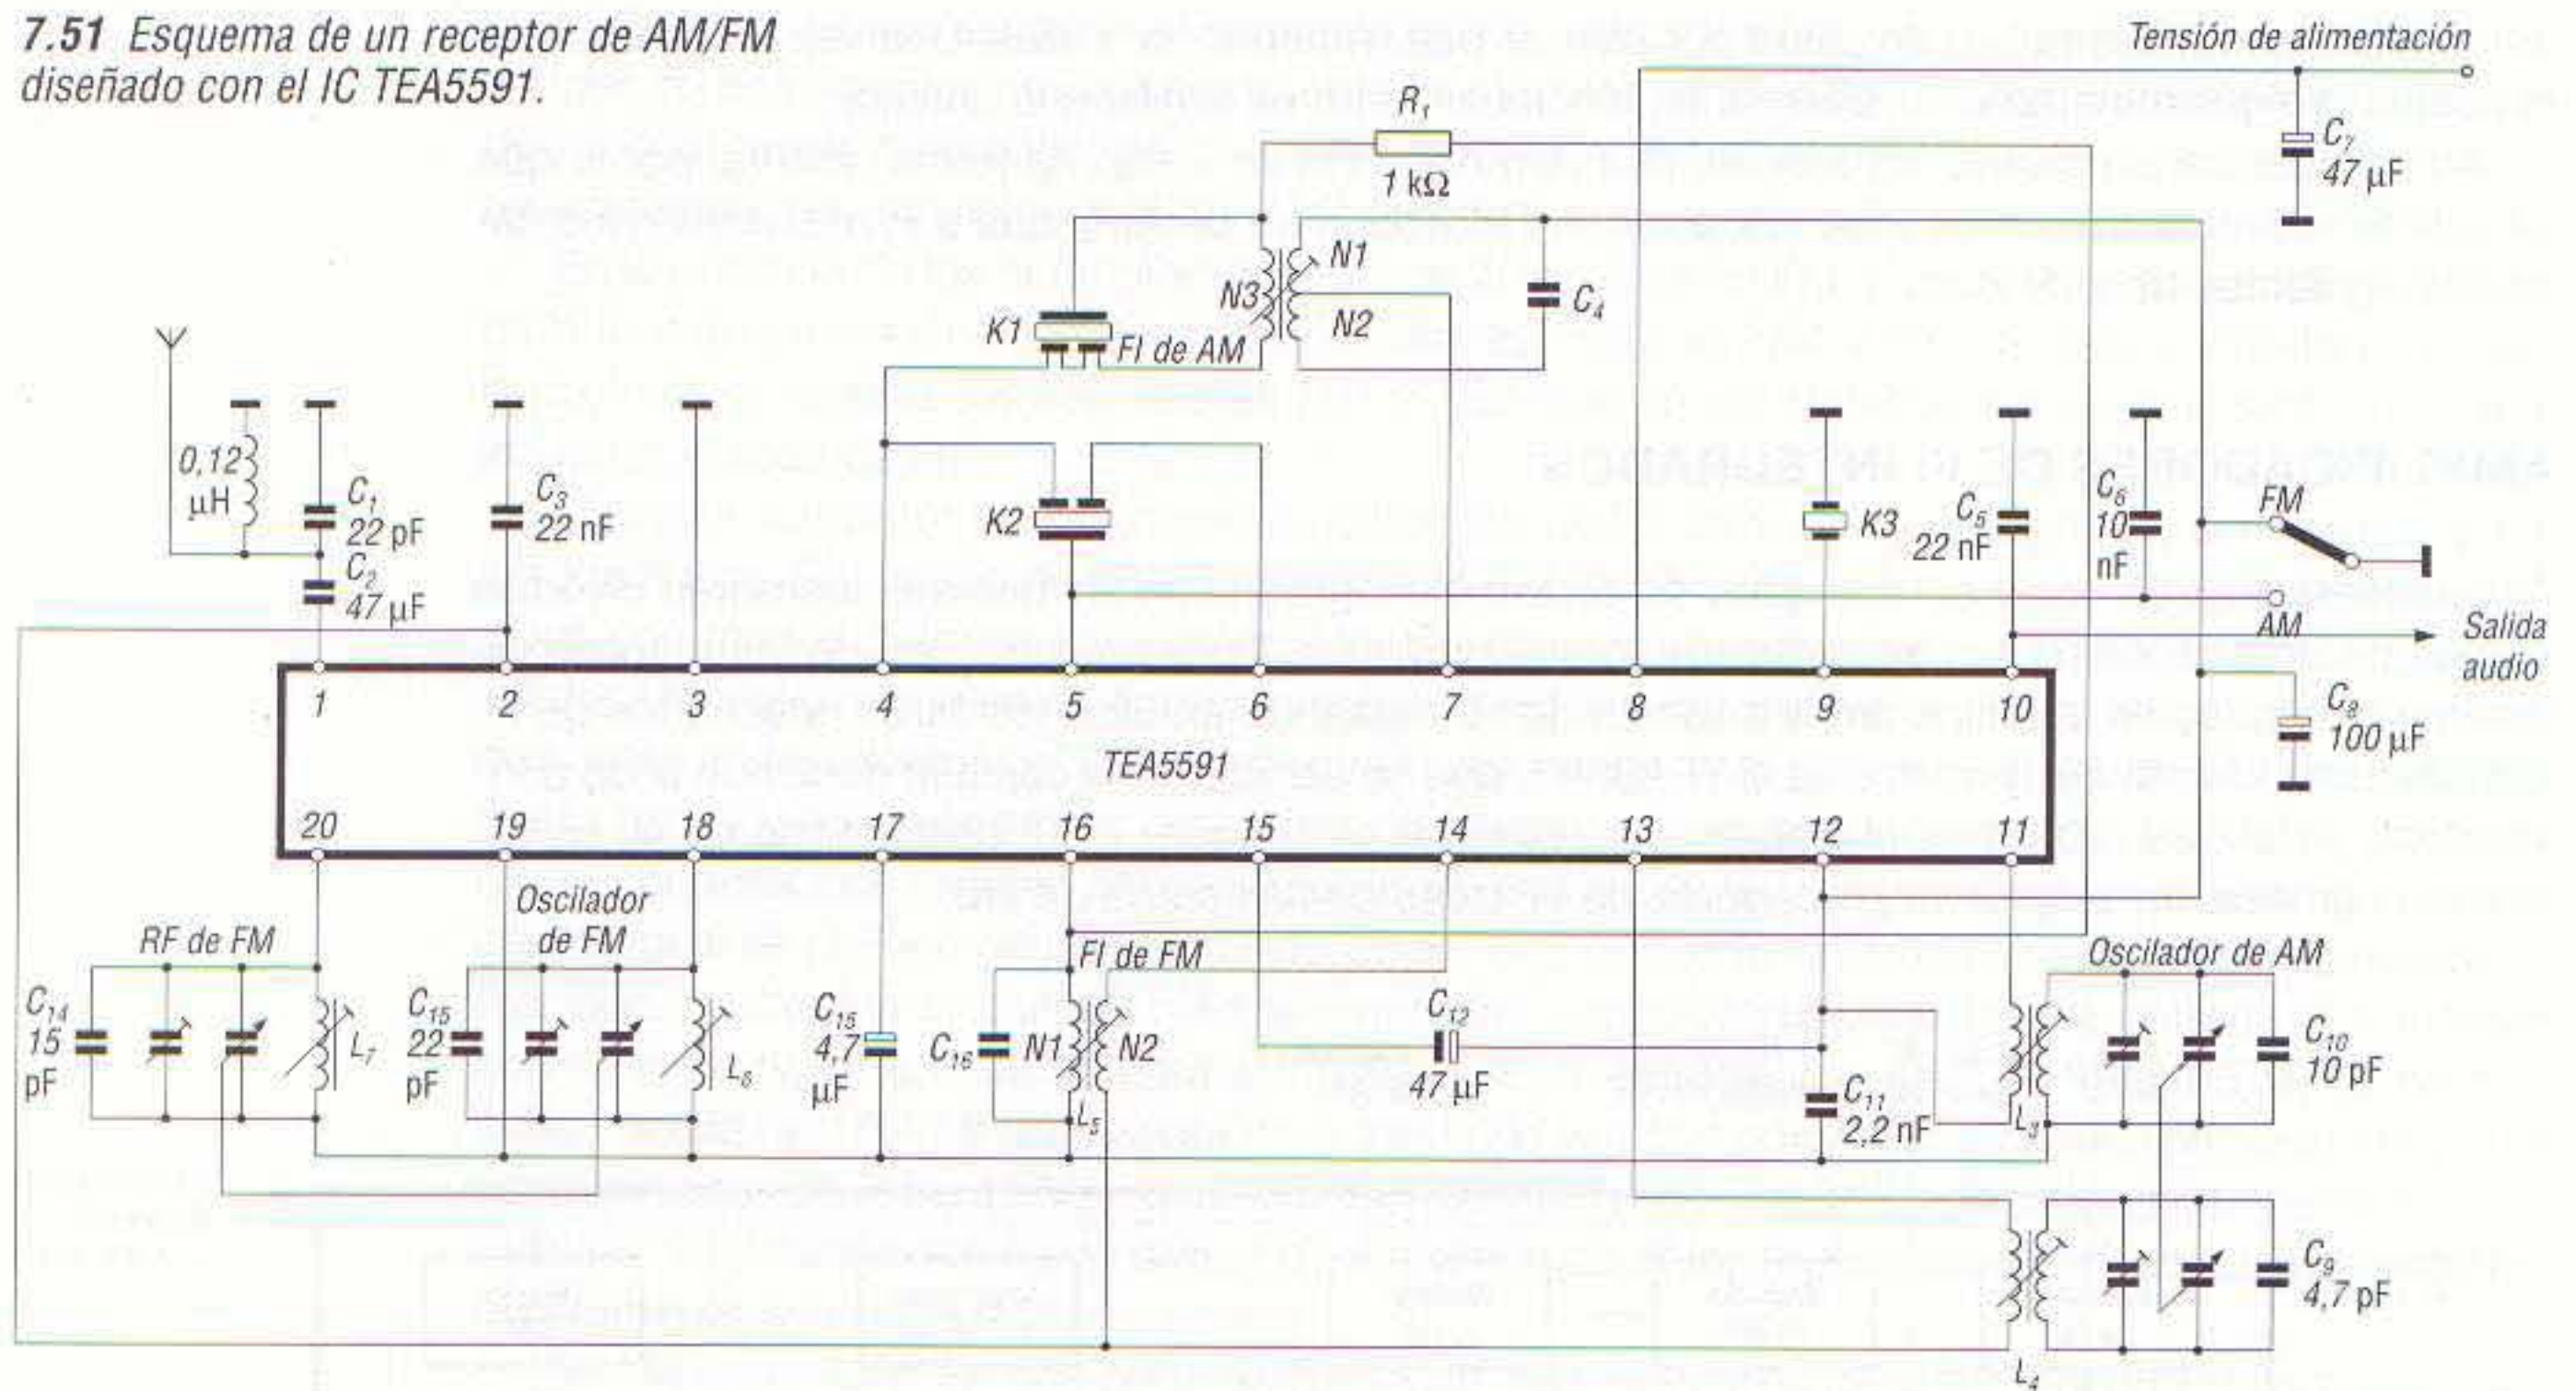 7.51 Esquema de un receptor de AM/FM
diseñado con el IC TEA5591.
Tensión de alimentación
R₁
1 kΩ
C₇
47 µF
N1
N3
N2
C₄
K1
FI de AM
0,12
µH
C₁
22 pF
C₂
47 µF
C₃
22 nF
K2
K3
C₅
22 nF
C₆
10
nF
FM
AM
Salida
audio
C₈
100 µF
1
2
3
4
5
6
7
8
9
10
TEA5591
20
19
18
17
16
15
14
13
12
11
RF de FM
Oscilador
de FM
FI de FM
Oscilador de AM
C₁₄
15
pF
L₇
C₁₅
22
pF
L₆
C₁₅
4,7
µF
C₁₆
N1
N2
L₅
C₁₂
47 µF
C₁₁
2,2 nF
L₃
C₁₀
10 pF
C₉
4,7 pF
L₄